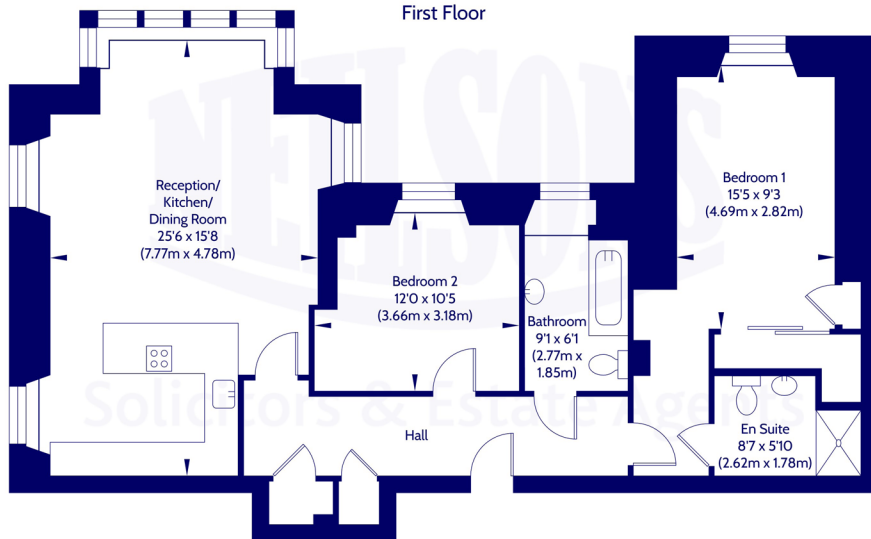 First Floor
NEILSONS
Solicitors & Estate Agents
Reception/
Kitchen/
Dining Room
25'6 x 15'8
(7.77m x 4.78m)
Bedroom 2
12'0 x 10'5
(3.66m x 3.18m)
Bathroom
9'1 x 6'1
(2.77m x
1.85m)
Bedroom 1
15'5 x 9'3
(4.69m x 2.82m)
Hall
En Suite
8'7 x 5'10
(2.62m x 1.78m)